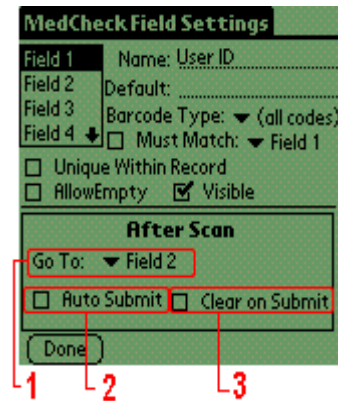 MedCheck Field Settings
Field 1 Name: User ID
Field 2 Default:
Field 3 Barcode Type: (all codes)
Field 4 Must Match: Field 1
Unique Within Record
AllowEmpty Visible
After Scan
Go To: Field 2
Auto Submit Clear on Submit
Done
1 2 3